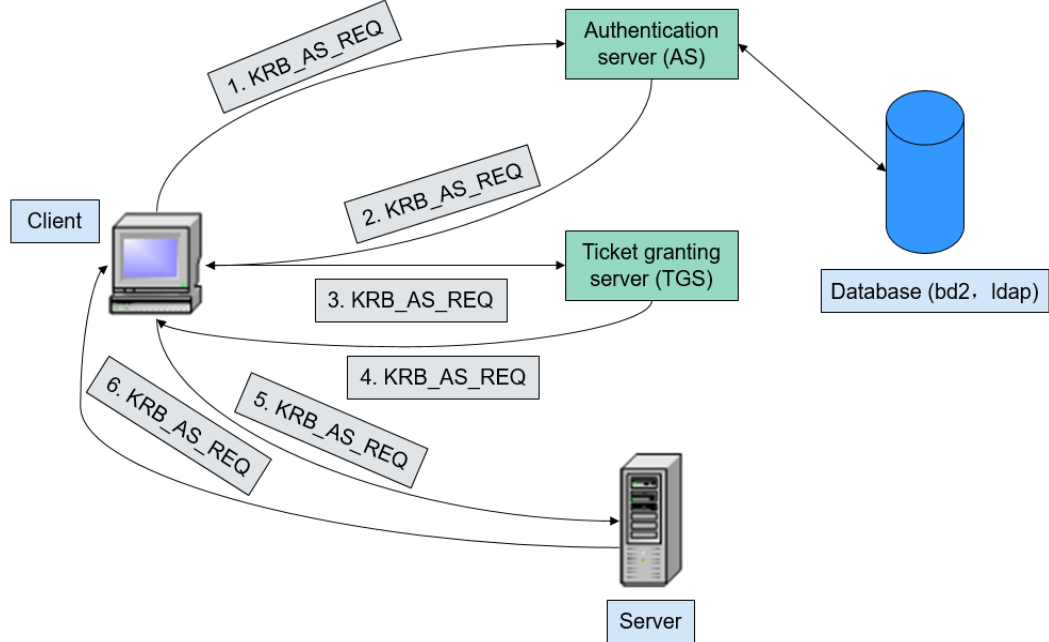 1. KRB_AS_REQ
Authentication
server (AS)
2. KRB_AS_REQ
Client
Ticket granting
server (TGS)
3. KRB_AS_REQ
Database (bd2，ldap)
4. KRB_AS_REQ
6. KRB_AS_REQ
5. KRB_AS_REQ
Server